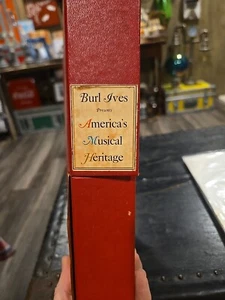 Burl Ives
Presents
America's
Musical
Heritage